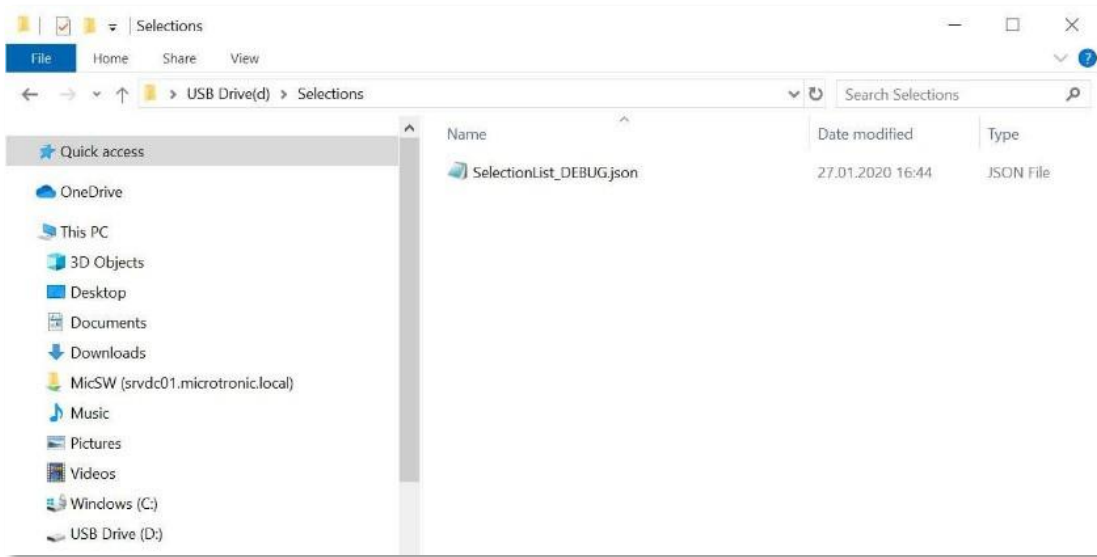 Selections
File Home Share View
USB Drive(d) > Selections
Search Selections
Name Date modified Type
Quick access
SelectionList_DEBUG.json 27.01.2020 16:44 JSON File
OneDrive
This PC
3D Objects
Desktop
Documents
Downloads
MicSW (srvdc01.microtronic.local)
Music
Pictures
Videos
Windows (C:)
USB Drive (D:)